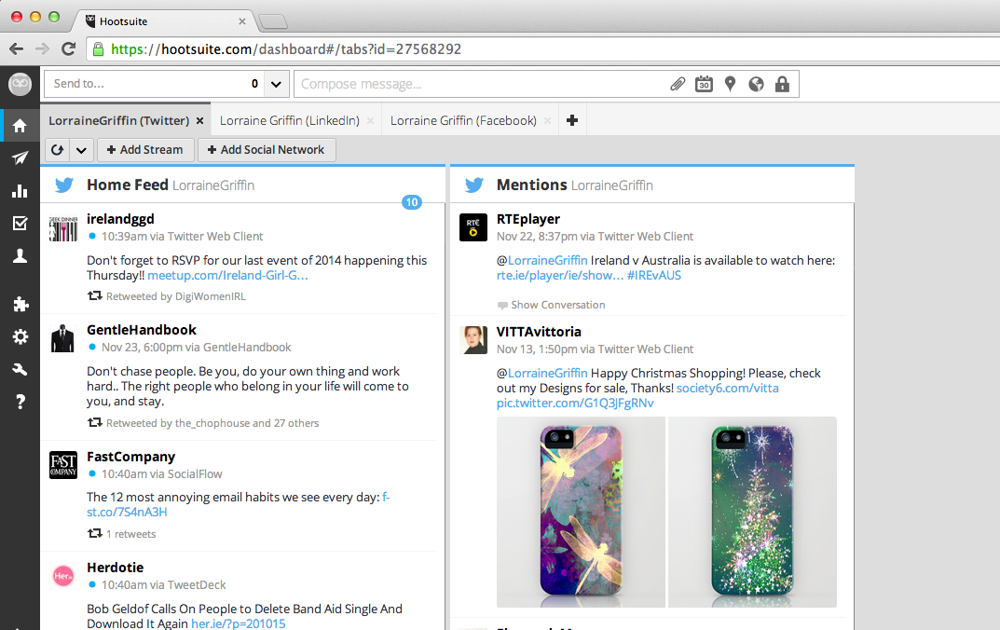 Hootsuite
https://hootsuite.com/dashboard#/tabs?id=27568292
Send to... 0
Compose message... 30
LorraineGriffin (Twitter) × Lorraine Griffin (LinkedIn) × Lorraine Griffin (Facebook) × +
+ Add Stream + Add Social Network
Home Feed LorraineGriffin
10
irelandggd
10:39am via Twitter Web Client
Don't forget to RSVP for our last event of 2014 happening this
Thursday!! meetup.com/Ireland-Girl-G...
Retweeted by DigiWomenIRL
GentleHandbook
Nov 23, 6:00pm via GentleHandbook
Don't chase people. Be you, do your own thing and work
hard.. The right people who belong in your life will come to
you, and stay.
Retweeted by the_chophouse and 27 others
FAST
COMPANY
FastCompany
10:40am via SocialFlow
The 12 most annoying email habits we see every day: f-
st.co/7S4nA3H
1 retweets
Her.ie
Herdotie
10:40am via TweetDeck
Bob Geldof Calls On People to Delete Band Aid Single And
Download It Again her.ie/?p=201015
Mentions LorraineGriffin
RTÉ
RTEplayer
Nov 22, 8:37pm via Twitter Web Client
@LorraineGriffin Ireland v Australia is available to watch here:
rte.ie/player/ie/show... #IREvAUS
Show Conversation
VITTAvittoria
Nov 13, 1:50pm via Twitter Web Client
@LorraineGriffin Happy Christmas Shopping! Please, check
out my Designs for sale, Thanks! society6.com/vitta
pic.twitter.com/G1Q3JFgRNv